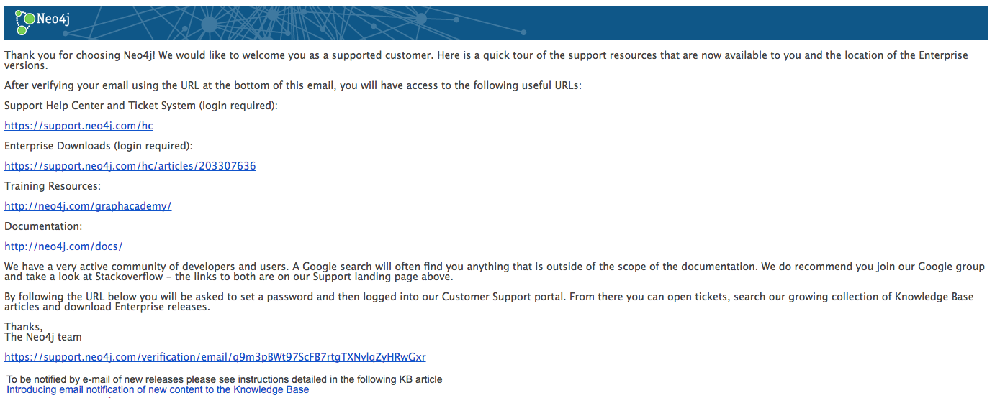 Neo4j
Thank you for choosing Neo4j! We would like to welcome you as a supported customer. Here is a quick tour of the support resources that are now available to you and the location of the Enterprise
versions.
After verifying your email using the URL at the bottom of this email, you will have access to the following useful URLs:
Support Help Center and Ticket System (login required):
https://support.neo4j.com/hc
Enterprise Downloads (login required):
https://support.neo4j.com/hc/articles/203307636
Training Resources:
http://neo4j.com/graphacademy/
Documentation:
http://neo4j.com/docs/
We have a very active community of developers and users. A Google search will often find you anything that is outside of the scope of the documentation. We do recommend you join our Google group
and take a look at Stackoverflow – the links to both are on our Support landing page above.
By following the URL below you will be asked to set a password and then logged into our Customer Support portal. From there you can open tickets, search our growing collection of Knowledge Base
articles and download Enterprise releases.
Thanks,
The Neo4j team
https://support.neo4j.com/verification/email/q9m3pBWt97ScFB7rtgTXNvlqZyHRwGxr
To be notified by e-mail of new releases please see instructions detailed in the following KB article
Introducing email notification of new content to the Knowledge Base